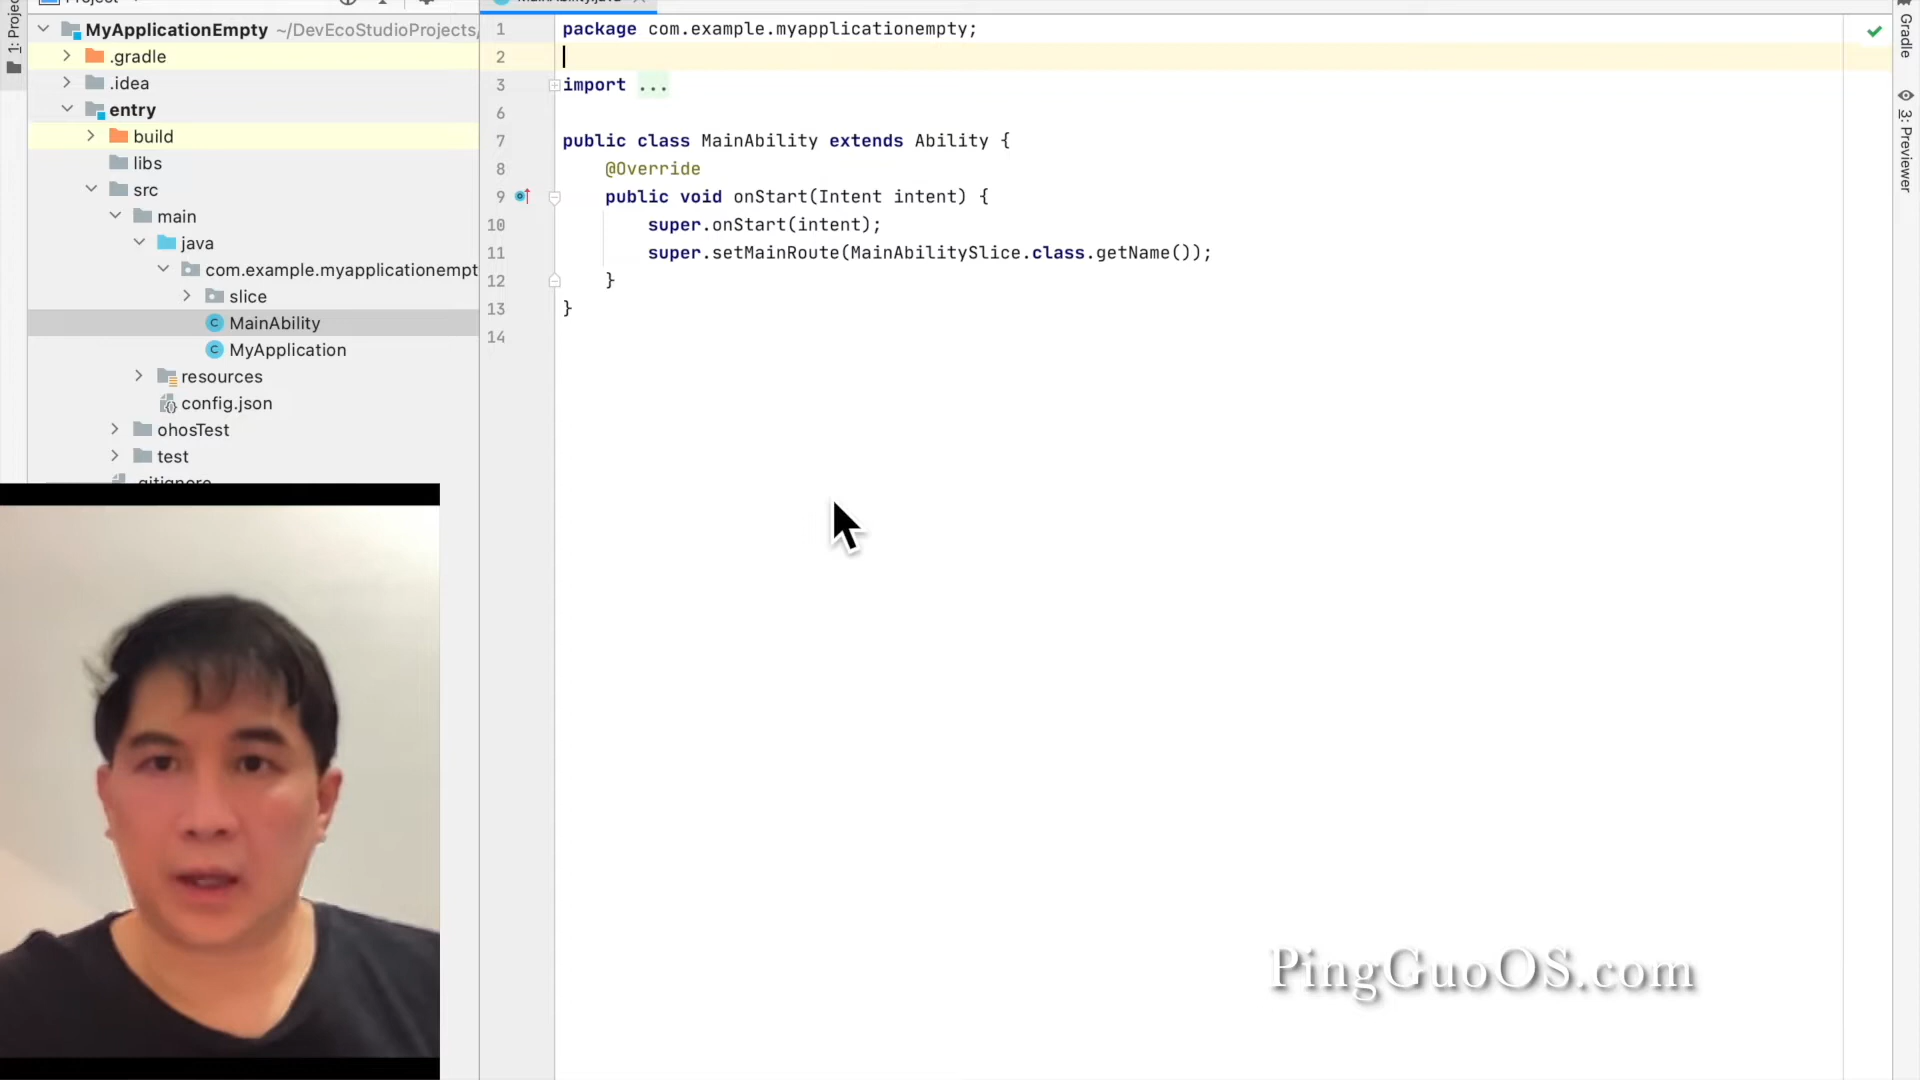 1: Project
MyApplicationEmpty ~/DevEcoStudioProjects/
.gradle
.idea
entry
build
libs
src
main
java
com.example.myapplicationempt
slice
MainAbility
MyApplication
resources
config.json
ohosTest
test
.gitignore
1 package com.example.myapplicationempty;
2
3 import ...
6
7 public class MainAbility extends Ability {
8 @Override
9 public void onStart(Intent intent) {
10 super.onStart(intent);
11 super.setMainRoute(MainAbilitySlice.class.getName());
12 }
13 }
14
Gradle
3: Previewer
PingGuoOS.com